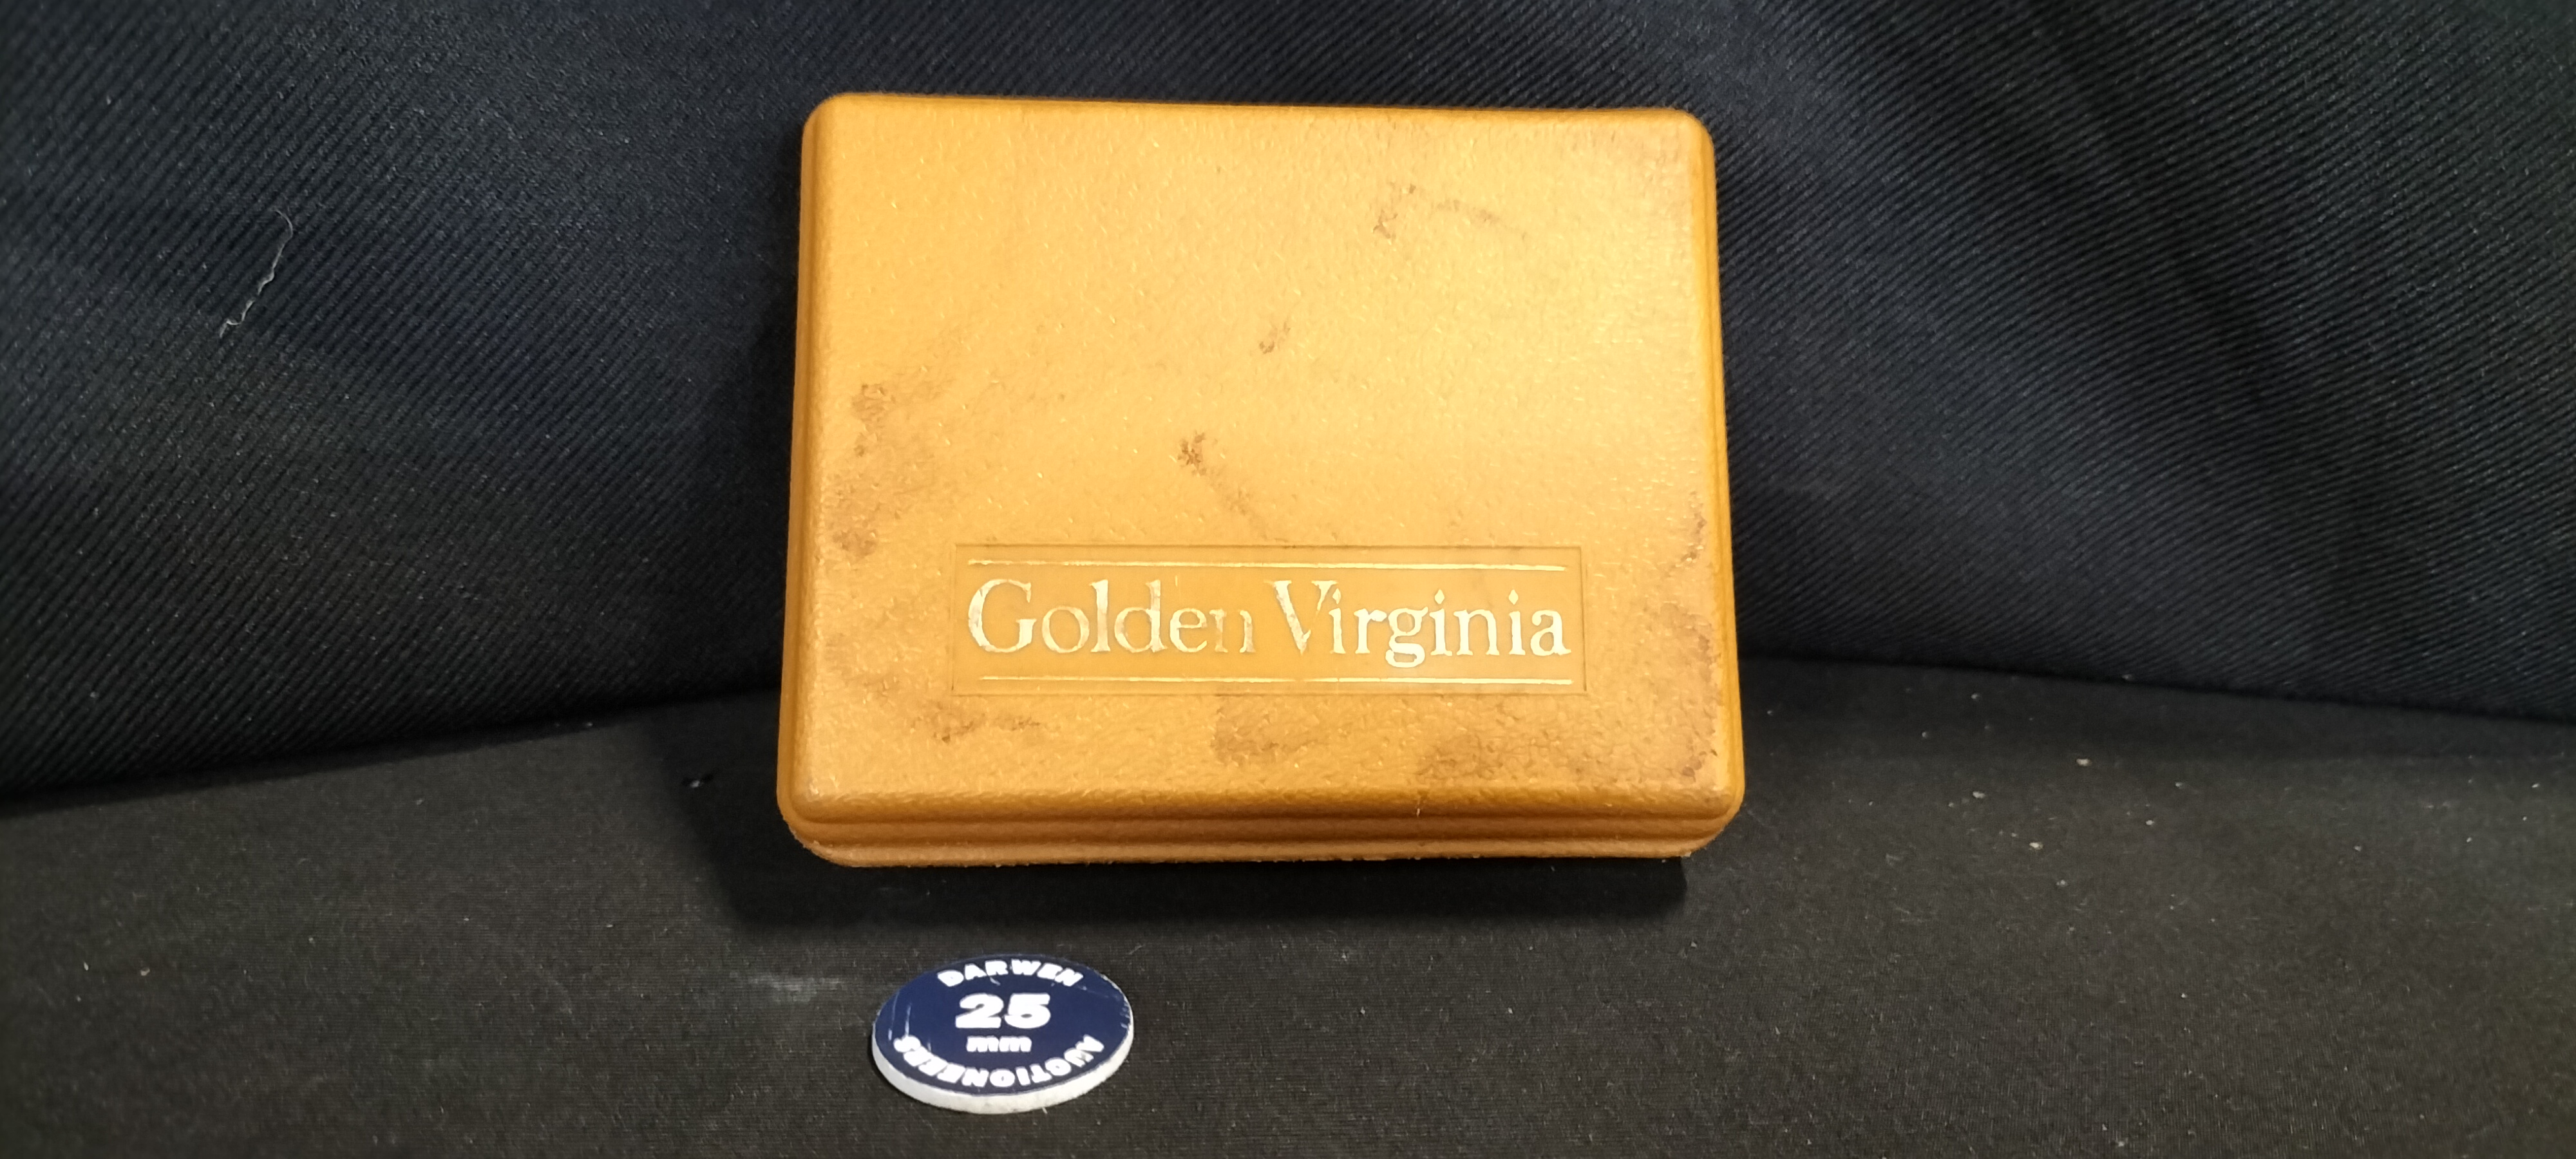 Golden Virginia
DARWEN
25
mm
AUCTIONEERS